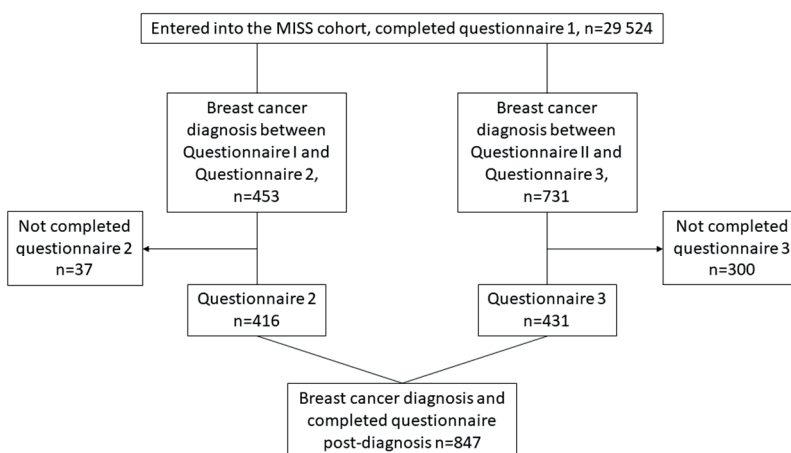 Entered into the MISS cohort, completed questionnaire 1, n=29 524
Breast cancer
diagnosis between
Questionnaire I and
Questionnaire 2,
n=453
Breast cancer
diagnosis between
Questionnaire II and
Questionnaire 3,
n=731
Not completed
questionnaire 2
n=37
Not completed
questionnaire 3
n=300
Questionnaire 2
n=416
Questionnaire 3
n=431
Breast cancer diagnosis and
completed questionnaire
post-diagnosis n=847